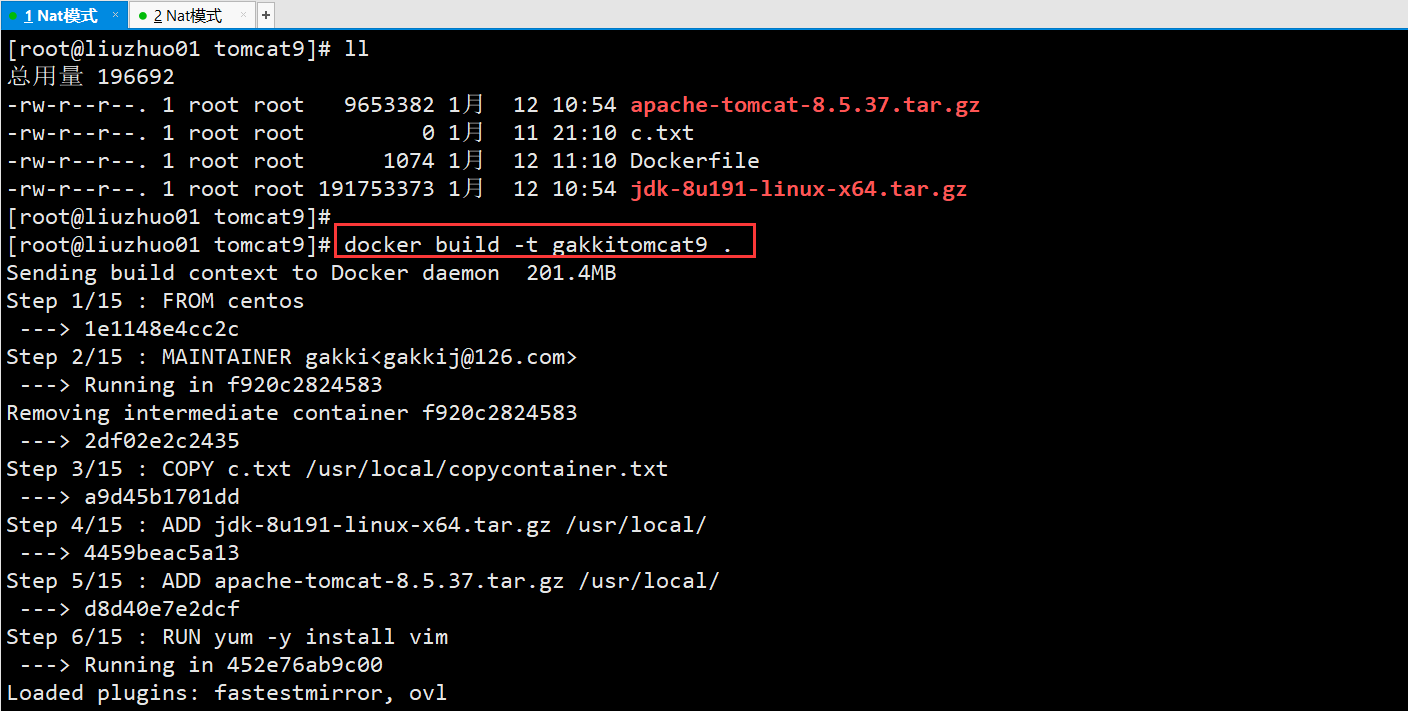 1 Nat模式 × 2 Nat模式 × +
[root@liuzhuo01 tomcat9]# ll
总用量 196692
-rw-r--r--. 1 root root   9653382 1月  12 10:54 apache-tomcat-8.5.37.tar.gz
-rw-r--r--. 1 root root         0 1月  11 21:10 c.txt
-rw-r--r--. 1 root root      1074 1月  12 11:10 Dockerfile
-rw-r--r--. 1 root root 191753373 1月  12 10:54 jdk-8u191-linux-x64.tar.gz
[root@liuzhuo01 tomcat9]#
[root@liuzhuo01 tomcat9]# docker build -t gakkitomcat9 .
Sending build context to Docker daemon  201.4MB
Step 1/15 : FROM centos
 ---> 1e1148e4cc2c
Step 2/15 : MAINTAINER gakki<gakkij@126.com>
 ---> Running in f920c2824583
Removing intermediate container f920c2824583
 ---> 2df02e2c2435
Step 3/15 : COPY c.txt /usr/local/copycontainer.txt
 ---> a9d45b1701dd
Step 4/15 : ADD jdk-8u191-linux-x64.tar.gz /usr/local/
 ---> 4459beac5a13
Step 5/15 : ADD apache-tomcat-8.5.37.tar.gz /usr/local/
 ---> d8d40e7e2dcf
Step 6/15 : RUN yum -y install vim
 ---> Running in 452e76ab9c00
Loaded plugins: fastestmirror, ovl